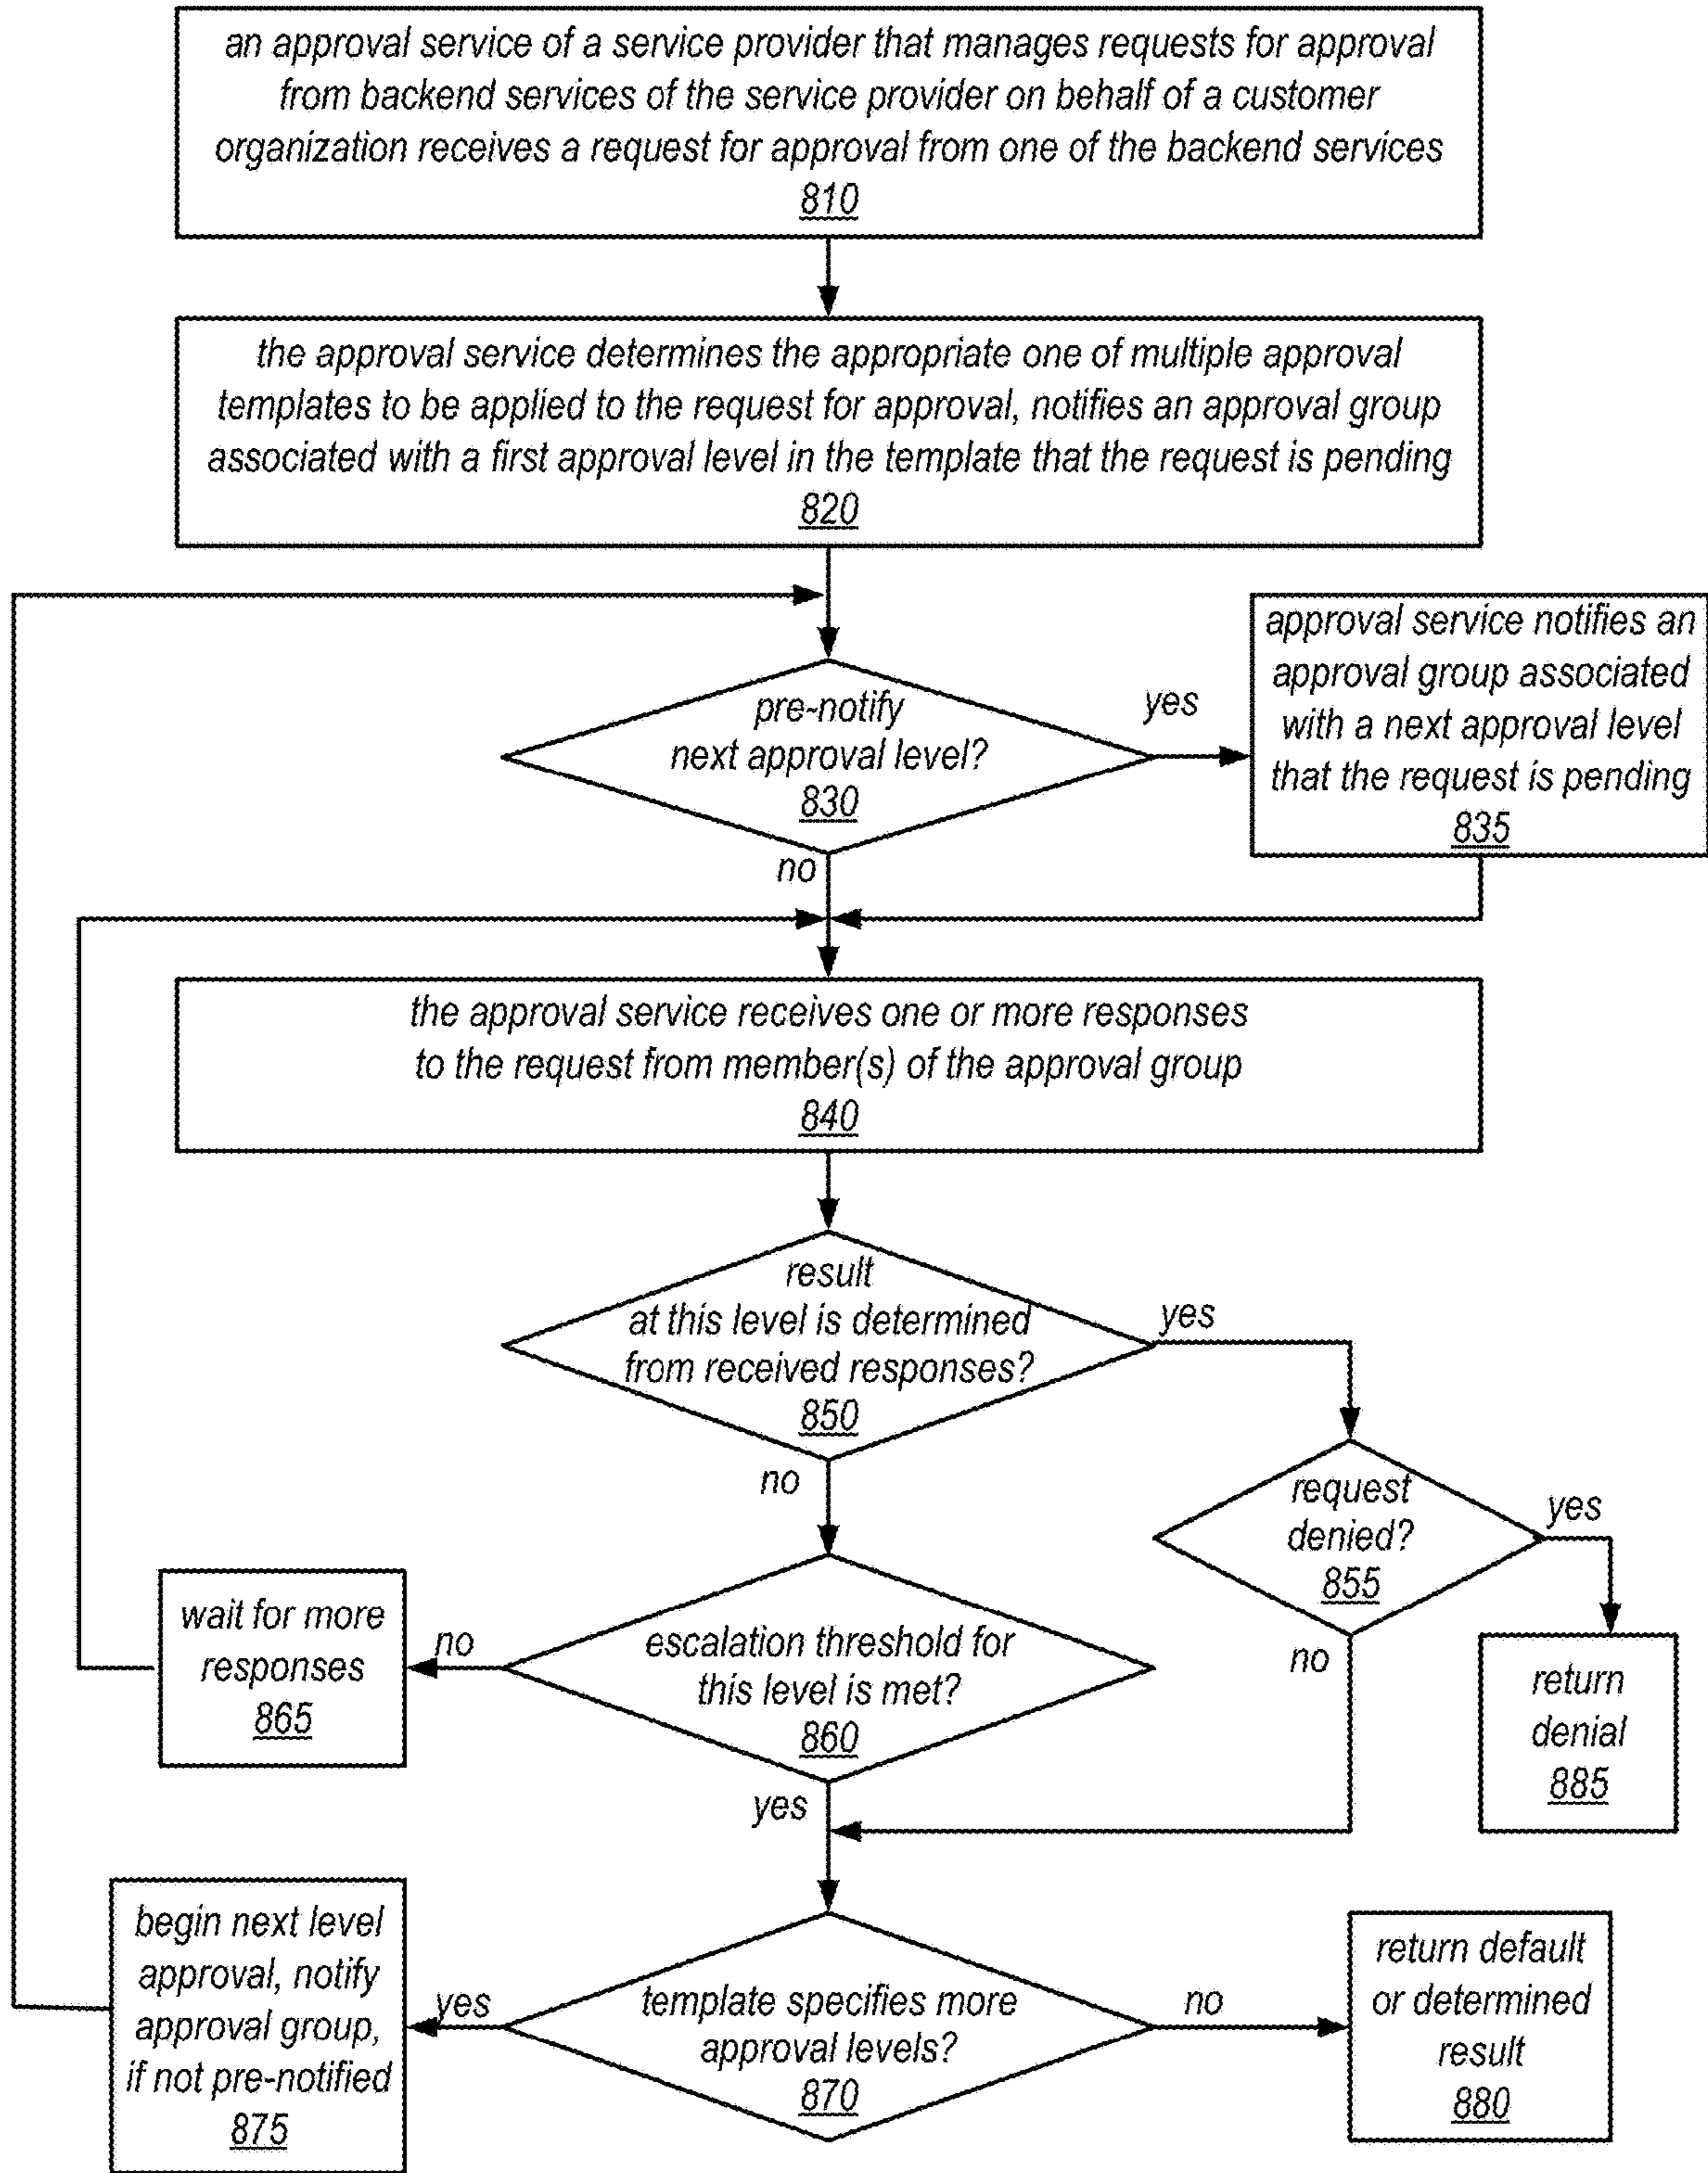 an approval service of a service provider that manages requests for approval
from backend services of the service provider on behalf of a customer
organization receives a request for approval from one of the backend services
810
the approval service determines the appropriate one of multiple approval
templates to be applied to the request for approval, notifies an approval group
associated with a first approval level in the template that the request is pending
820
pre-notify
next approval level?
830
yes
approval service notifies an
approval group associated
with a next approval level
that the request is pending
835
no
the approval service receives one or more responses
to the request from member(s) of the approval group
840
result
at this level is determined
from received responses?
850
yes
no
request
denied?
855
yes
no
return
denial
885
escalation threshold for
this level is met?
860
no
wait for more
responses
865
yes
template specifies more
approval levels?
870
yes
begin next level
approval, notify
approval group,
if not pre-notified
875
no
return default
or determined
result
880